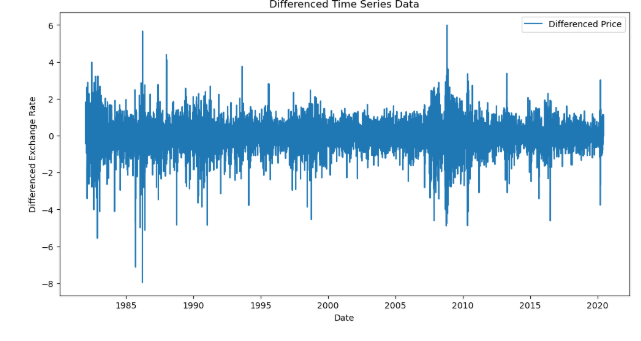 Differenced Time Series Data
Differenced Price
6
4
2
0
−2
−4
−6
−8
Differenced Exchange Rate
1985 1990 1995 2000 2005 2010 2015 2020
Date